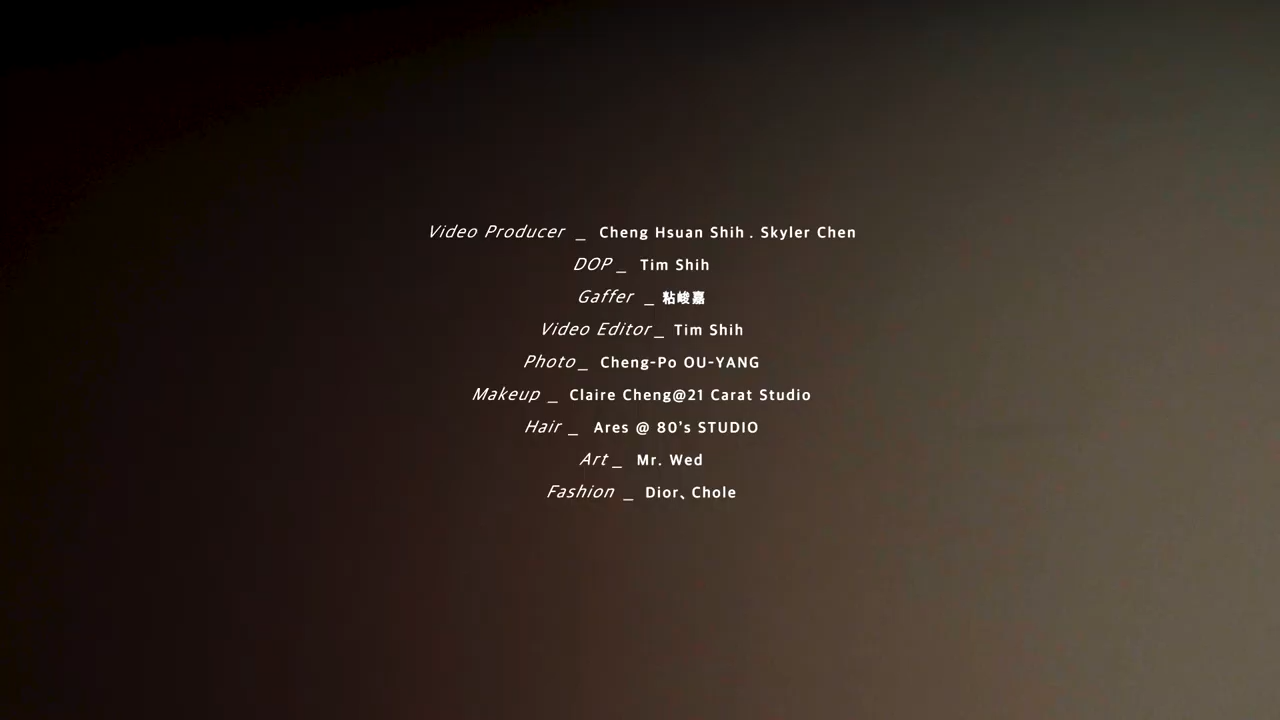 Video Producer _ Cheng Hsuan Shih . Skyler Chen
DOP _ Tim Shih
Gaffer _ 粘峻嘉
Video Editor _ Tim Shih
Photo _ Cheng-Po OU-YANG
Makeup _ Claire Cheng@21 Carat Studio
Hair _ Ares @ 80's STUDIO
Art _ Mr. Wed
Fashion _ Dior、Chole